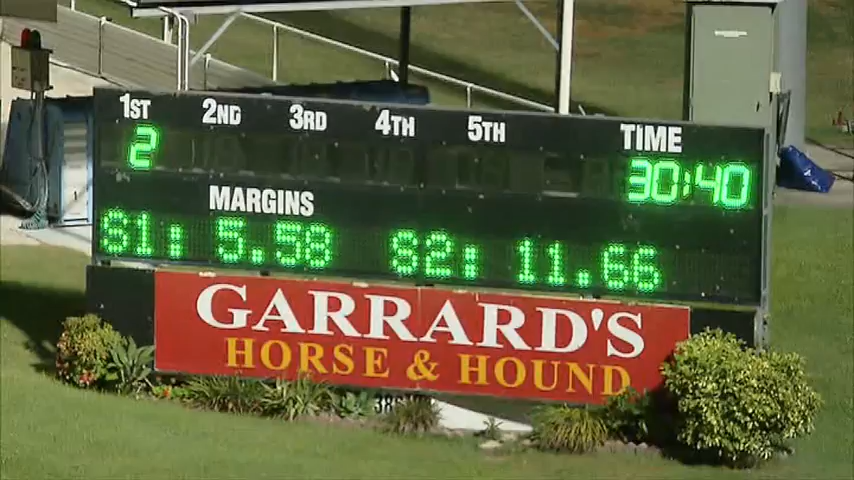 1ST 2ND 3RD 4TH 5TH TIME
2 30:40
MARGINS
S1: 5.58 S2: 11.66
GARRARD'S
HORSE & HOUND